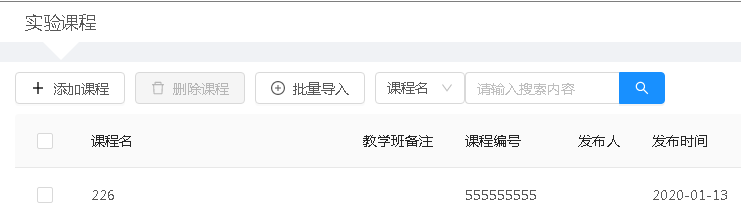 实验课程
添加课程 删除课程 批量导入 课程名 请输入搜索内容
课程名 教学班备注 课程编号 发布人 发布时间
226 555555555 2020-01-13